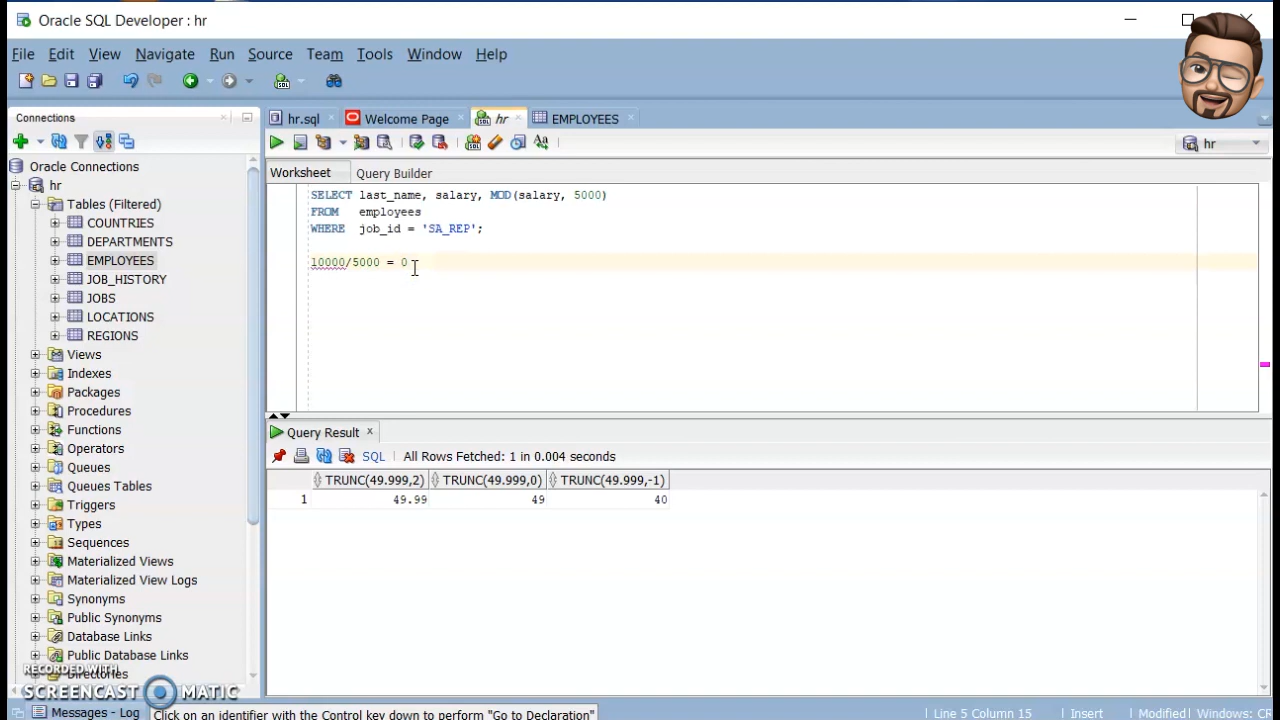 Oracle SQL Developer : hr
File Edit View Navigate Run Source Team Tools Window Help
Connections
hr.sql Welcome Page hr EMPLOYEES
hr
Worksheet Query Builder
Oracle Connections
hr
Tables (Filtered)
COUNTRIES
DEPARTMENTS
EMPLOYEES
JOB_HISTORY
JOBS
LOCATIONS
REGIONS
Views
Indexes
Packages
Procedures
Functions
Operators
Queues
Queues Tables
Triggers
Types
Sequences
Materialized Views
Materialized View Logs
Synonyms
Public Synonyms
Database Links
Public Database Links
Directories
SELECT last_name, salary, MOD(salary, 5000)
FROM employees
WHERE job_id = 'SA_REP';
10000/5000 = 0
Query Result
SQL All Rows Fetched: 1 in 0.004 seconds
TRUNC(49.999,2) TRUNC(49.999,0) TRUNC(49.999,-1)
1 49.99 49 40
RECORDED WITH
SCREENCAST MATIC
Messages - Log
Click on an identifier with the Control key down to perform "Go to Declaration"
Line 5 Column 15 Insert Modified Windows: CR